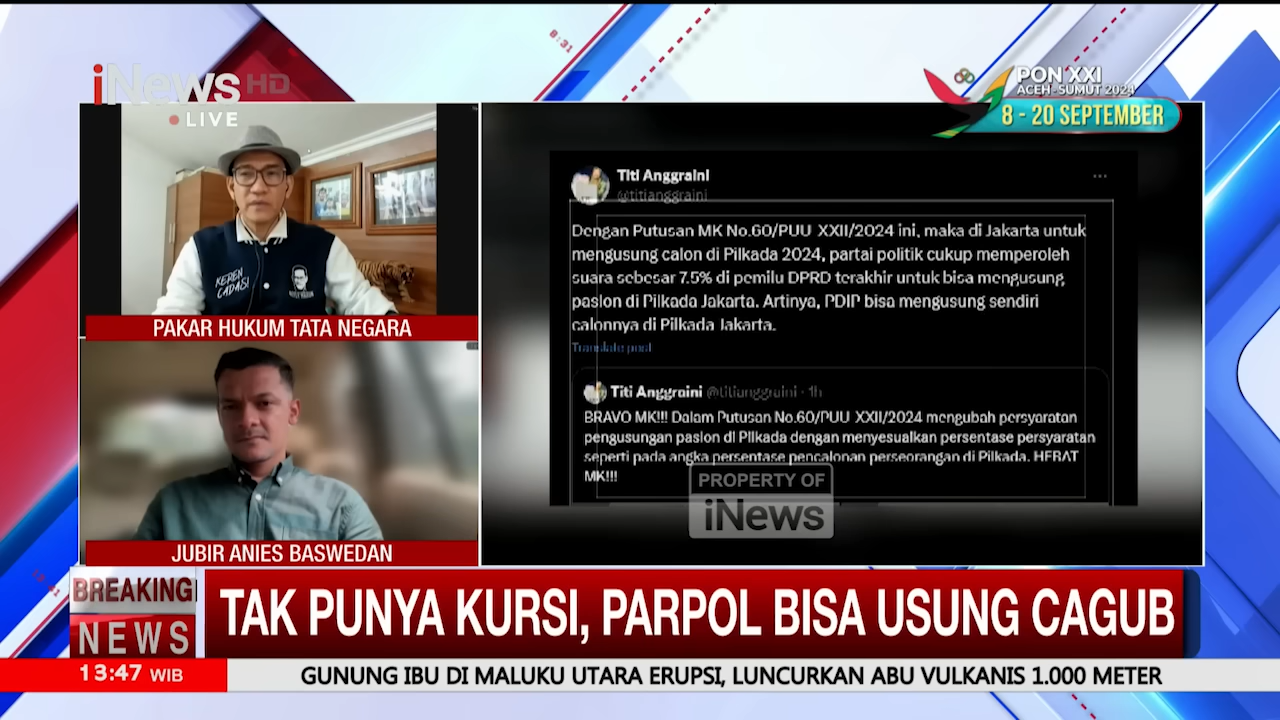 iNews HD
LIVE
8:31
PON XXI
ACEH - SUMUT 2024
8 - 20 SEPTEMBER
KEREN
CADAS!
PAKAR HUKUM TATA NEGARA
JUBIR ANIES BASWEDAN
Titi Anggraini
@titianggraini
Dengan Putusan MK No.60/PUU XXII/2024 ini, maka di Jakarta untuk
mengusung calon di Pilkada 2024, partai politik cukup memperoleh
suara sebesar 7.5% di pemilu DPRD terakhir untuk bisa mengusung
paslon di Pilkada Jakarta. Artinya, PDIP bisa mengusung sendiri
calonnya di Pilkada Jakarta.
Translate post
Titi Anggraini @titianggraini · 1h
BRAVO MK!!! Dalam Putusan No.60/PUU XXII/2024 mengubah persyaratan
pengusungan paslon di Pilkada dengan menyesuaikan persentase persyaratan
seperti pada angka persentase pencalonan perseorangan di Pilkada. HEBAT
MK!!!
PROPERTY OF
iNews
BREAKING
NEWS
TAK PUNYA KURSI, PARPOL BISA USUNG CAGUB
13:47 WIB
GUNUNG IBU DI MALUKU UTARA ERUPSI, LUNCURKAN ABU VULKANIS 1.000 METER